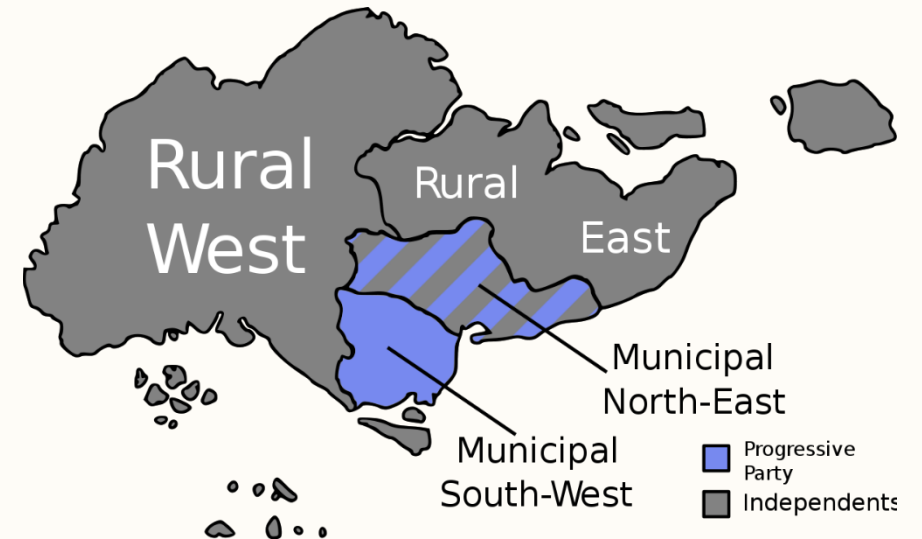 Rural
West
Rural
East
Municipal
North-East
Municipal
South-West
Progressive
Party
Independents